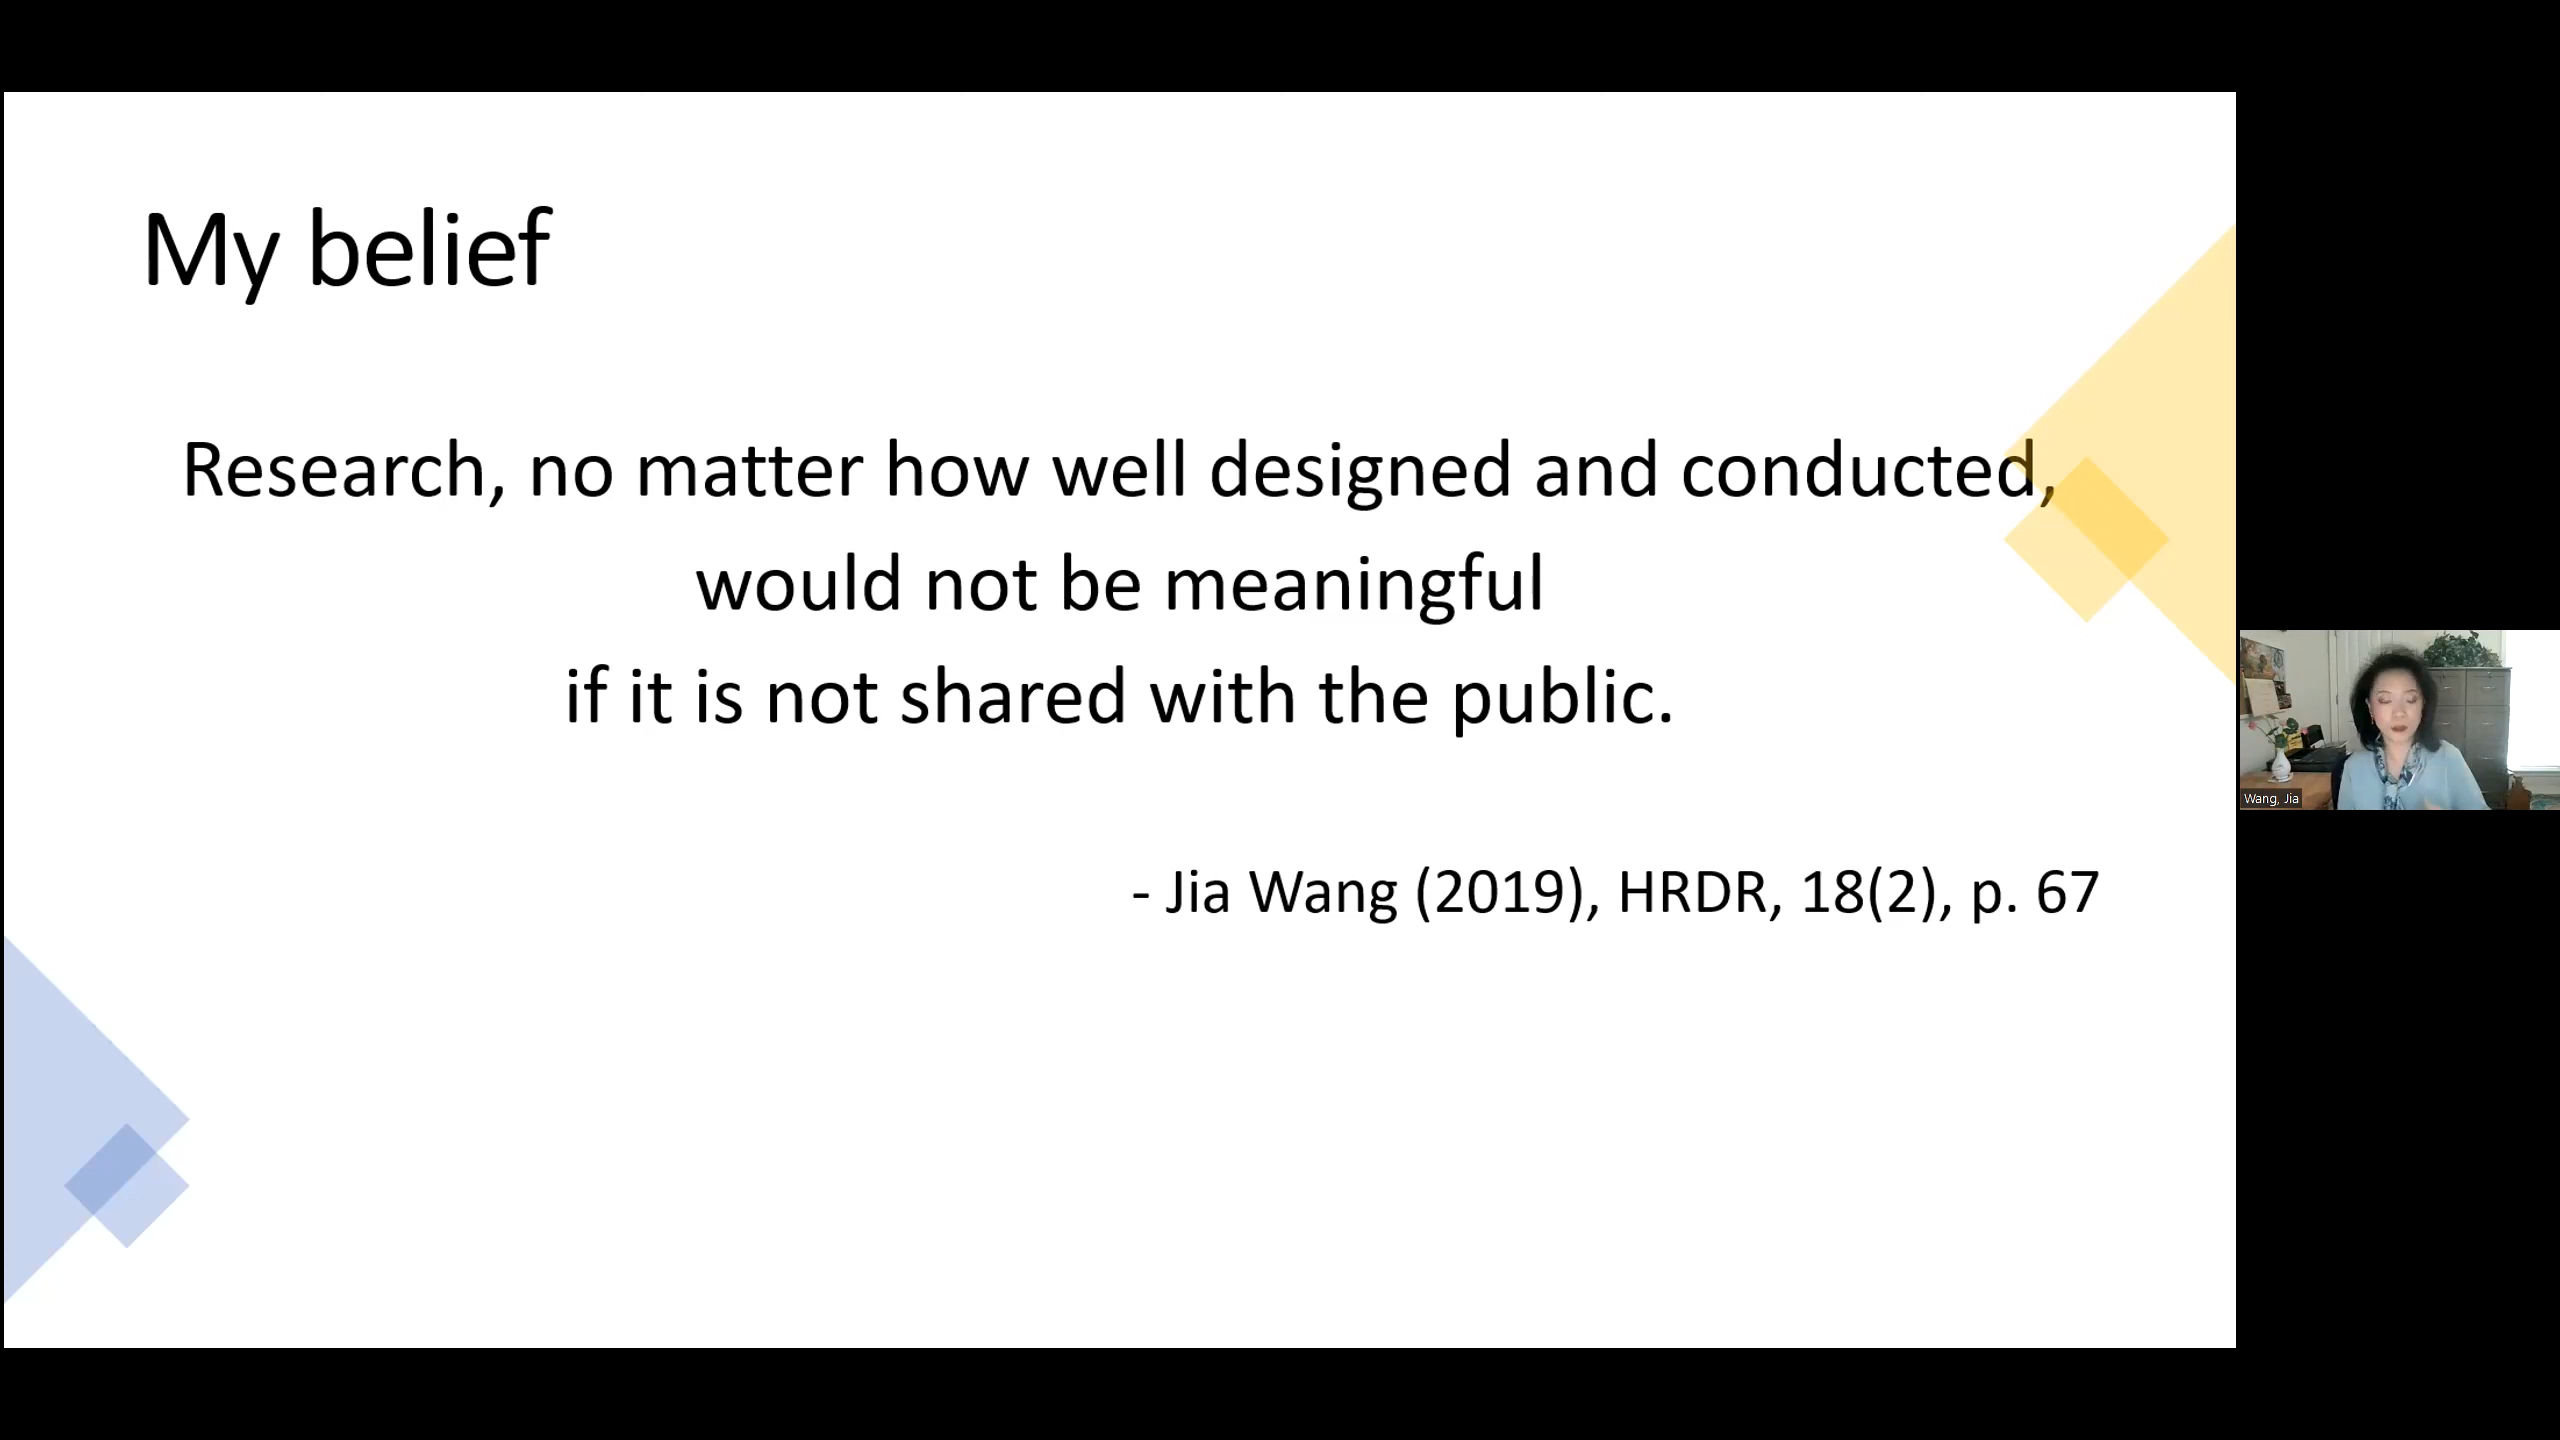 My belief
Research, no matter how well designed and conducted,
would not be meaningful
if it is not shared with the public.
- Jia Wang (2019), HRDR, 18(2), p. 67
Wang, Jia